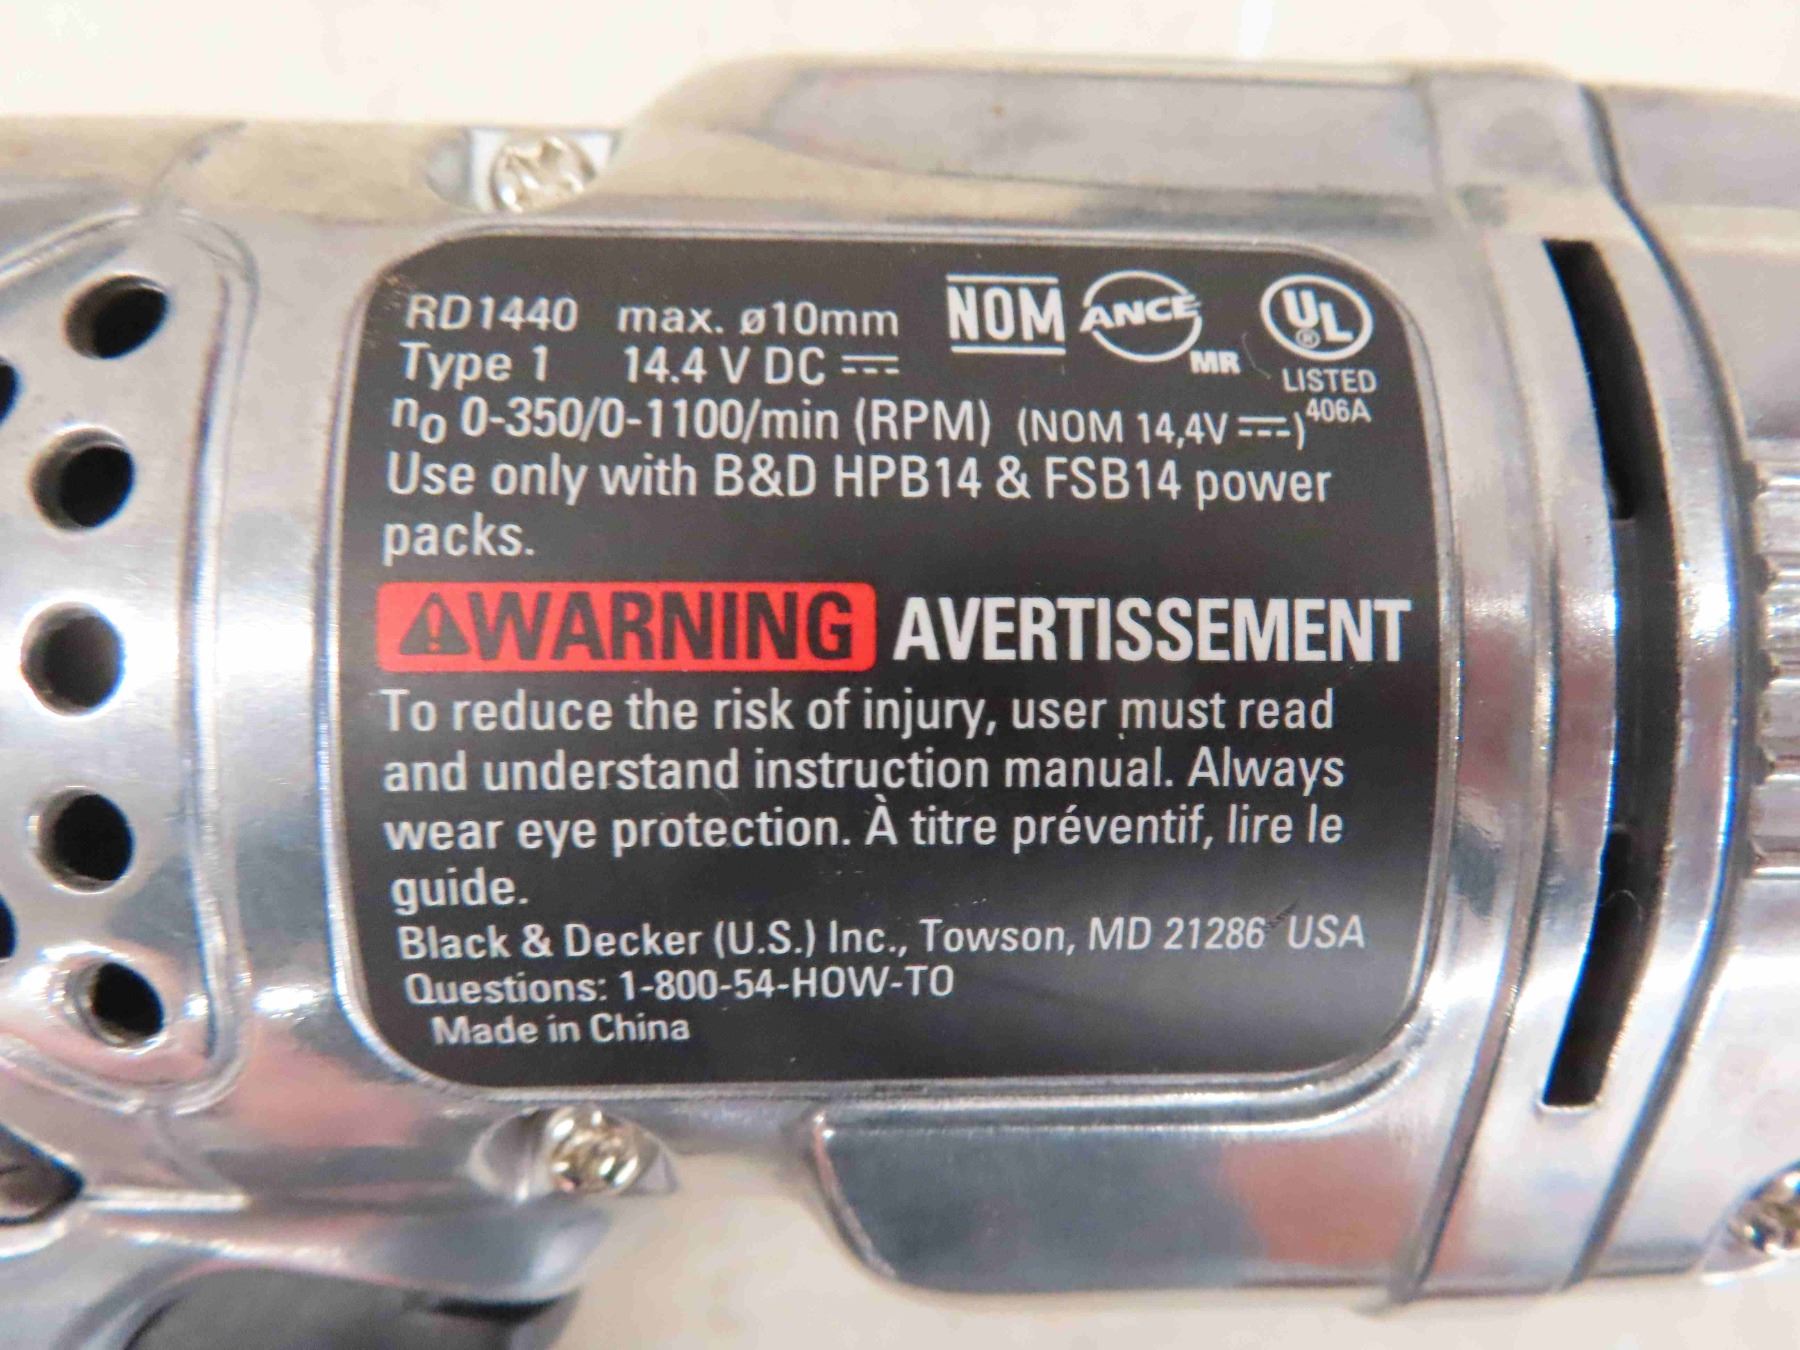 RD1440 max. ø10mm NOM ANCE MR UL ® LISTED
Type 1 14.4 V DC ⎓ 406A
n₀ 0-350/0-1100/min (RPM) (NOM 14,4V ⎓)
Use only with B&D HPB14 & FSB14 power
packs.
⚠WARNING AVERTISSEMENT
To reduce the risk of injury, user must read
and understand instruction manual. Always
wear eye protection. À titre préventif, lire le
guide.
Black & Decker (U.S.) Inc., Towson, MD 21286 USA
Questions: 1-800-54-HOW-TO
Made in China